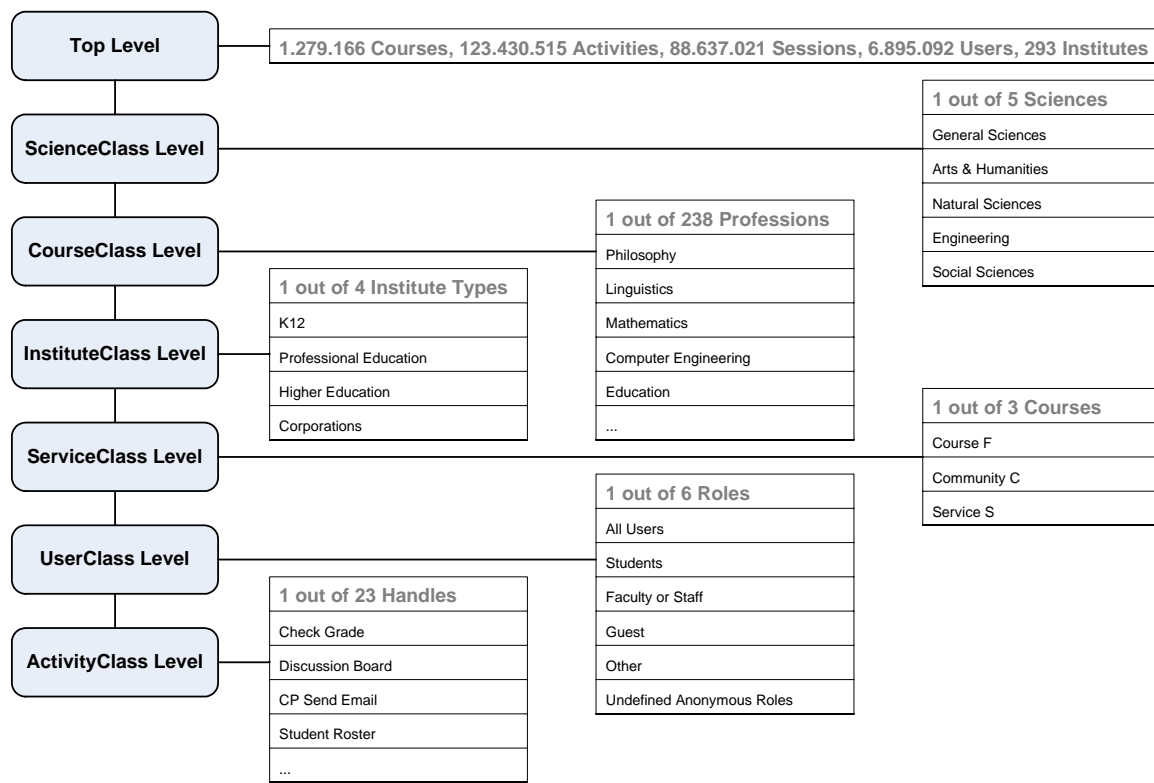 Top Level
1.279.166 Courses, 123.430.515 Activities, 88.637.021 Sessions, 6.895.092 Users, 293 Institutes
ScienceClass Level
1 out of 5 Sciences
General Sciences
Arts & Humanities
Natural Sciences
Engineering
Social Sciences
CourseClass Level
1 out of 238 Professions
Philosophy
Linguistics
Mathematics
Computer Engineering
Education
...
InstituteClass Level
1 out of 4 Institute Types
K12
Professional Education
Higher Education
Corporations
ServiceClass Level
1 out of 3 Courses
Course F
Community C
Service S
UserClass Level
1 out of 6 Roles
All Users
Students
Faculty or Staff
Guest
Other
Undefined Anonymous Roles
ActivityClass Level
1 out of 23 Handles
Check Grade
Discussion Board
CP Send Email
Student Roster
...